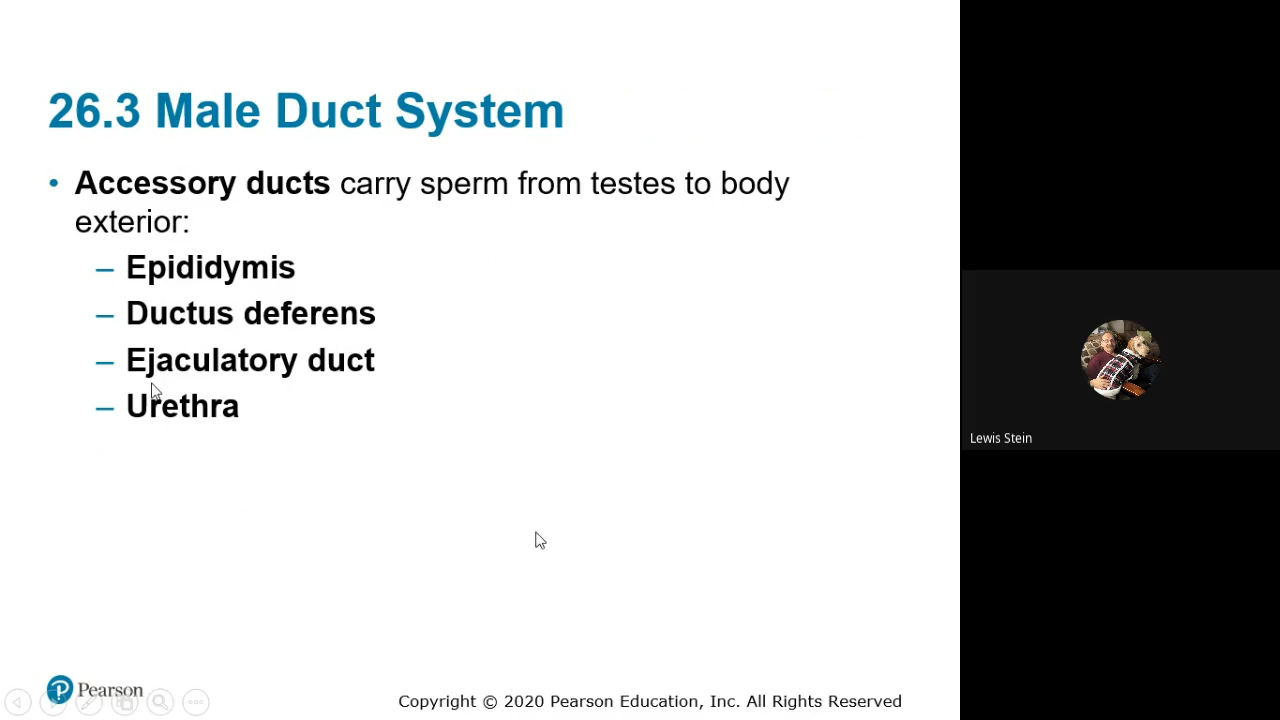 26.3 Male Duct System
• Accessory ducts carry sperm from testes to body
exterior:
– Epididymis
– Ductus deferens
– Ejaculatory duct
– Urethra
Lewis Stein
Pearson
Copyright © 2020 Pearson Education, Inc. All Rights Reserved